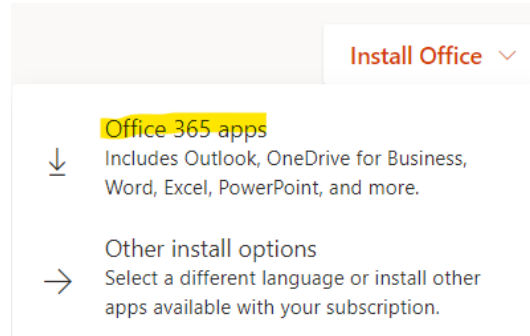 Install Office
Office 365 apps
Includes Outlook, OneDrive for Business,
Word, Excel, PowerPoint, and more.
Other install options
Select a different language or install other
apps available with your subscription.